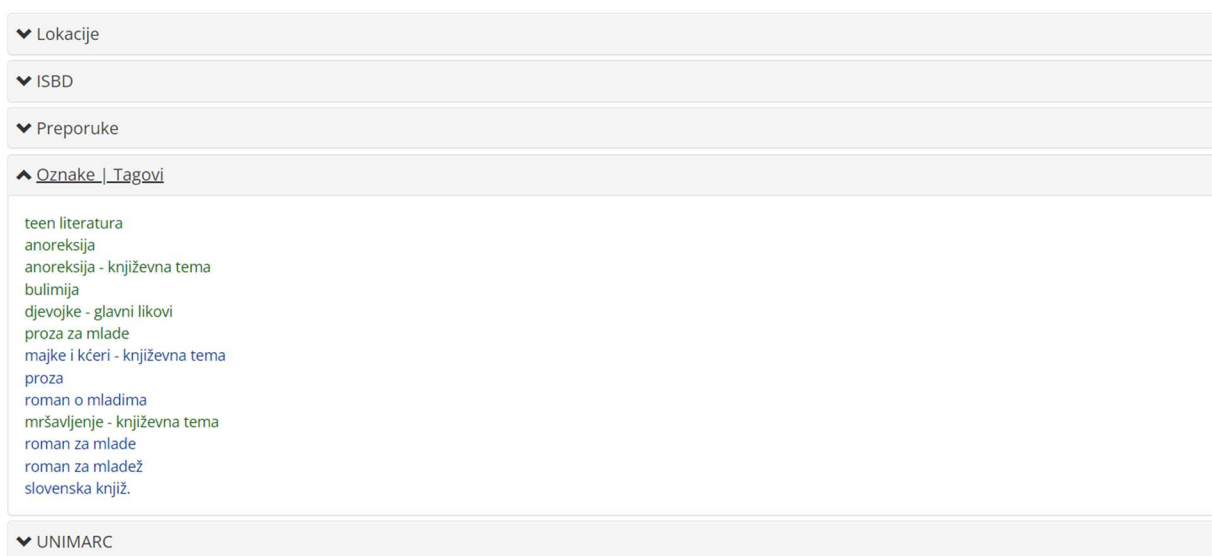 Lokacije
ISBD
Preporuke
Oznake | Tagovi
teen literatura
anoreksija
anoreksija - književna tema
bulimija
djevojke - glavni likovi
proza za mlade
majke i kćeri - književna tema
proza
roman o mladima
mršavljenje - književna tema
roman za mlade
roman za mladež
slovenska knjiž.
UNIMARC